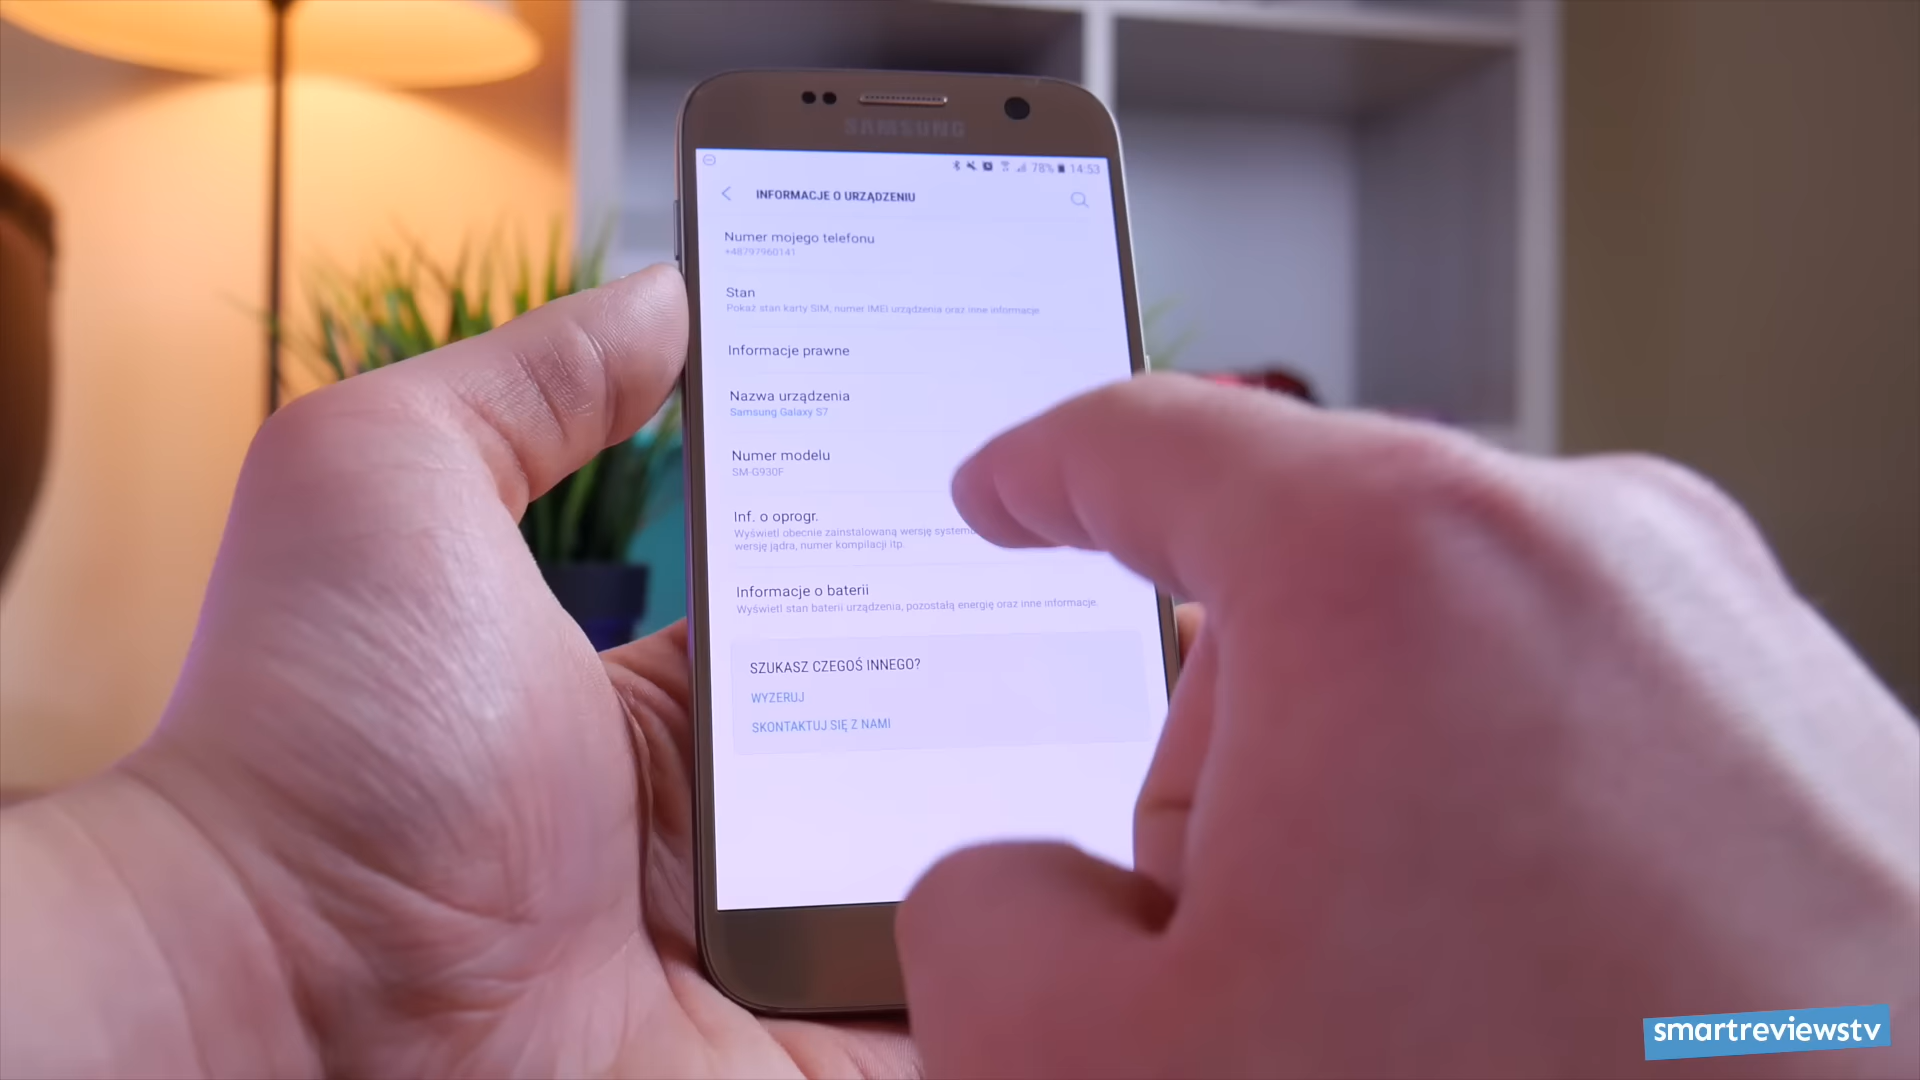 SAMSUNG
78% 14:53
INFORMACJE O URZĄDZENIU
Numer mojego telefonu
+48797960141
Stan
Pokaż stan karty SIM, numer IMEI urządzenia oraz inne informacje
Informacje prawne
Nazwa urządzenia
Samsung Galaxy S7
Numer modelu
SM-G930F
Inf. o oprogr.
Wyświetl obecnie zainstalowaną wersję systemu
wersję jądra, numer kompilacji itp.
Informacje o baterii
Wyświetl stan baterii urządzenia, pozostałą energię oraz inne informacje.
SZUKASZ CZEGOŚ INNEGO?
WYZERUJ
SKONTAKTUJ SIĘ Z NAMI
smartreviewstv